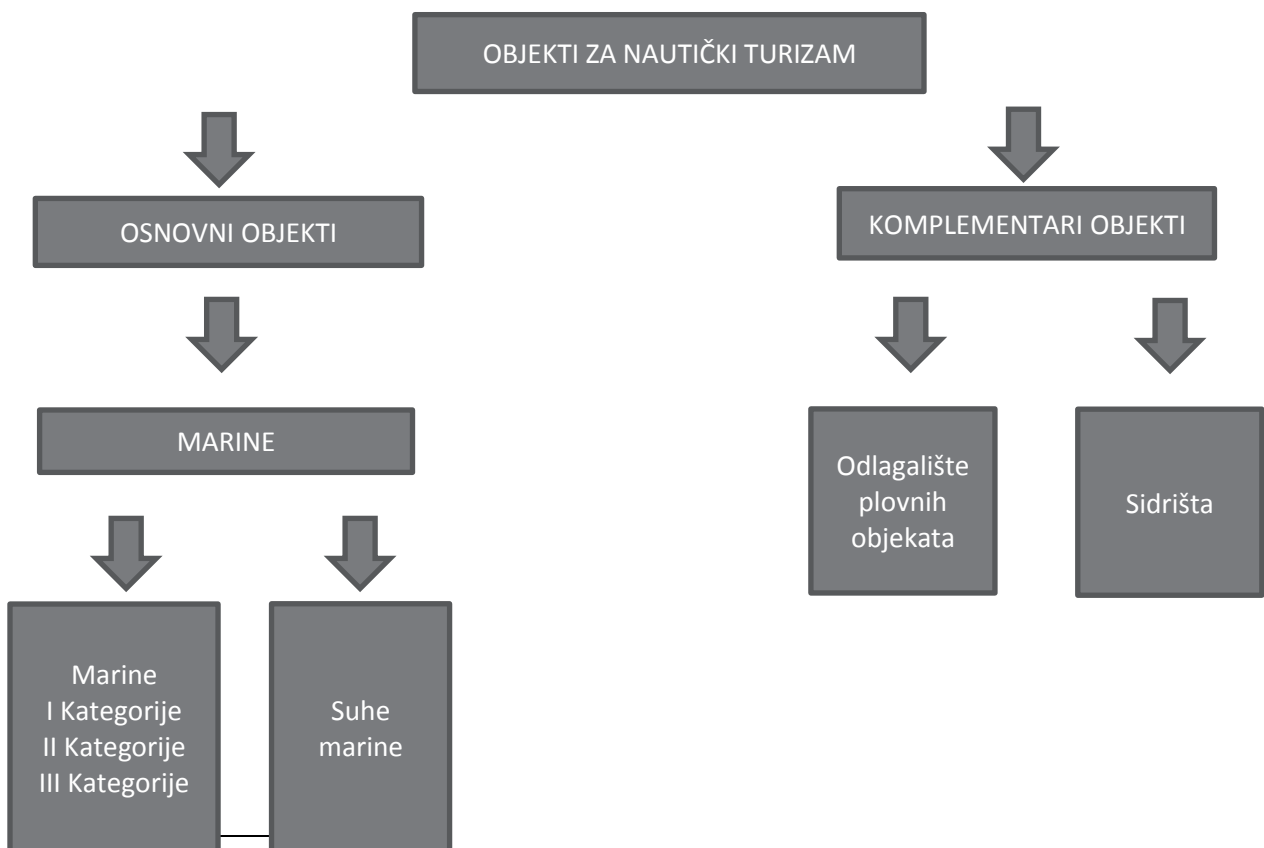 OBJEKTI ZA NAUTIČKI TURIZAM
OSNOVNI OBJEKTI
KOMPLEMENTARI OBJEKTI
MARINE
Odlagalište
plovnih
objekata
Sidrišta
Marine
I Kategorije
II Kategorije
III Kategorije
Suhe
marine